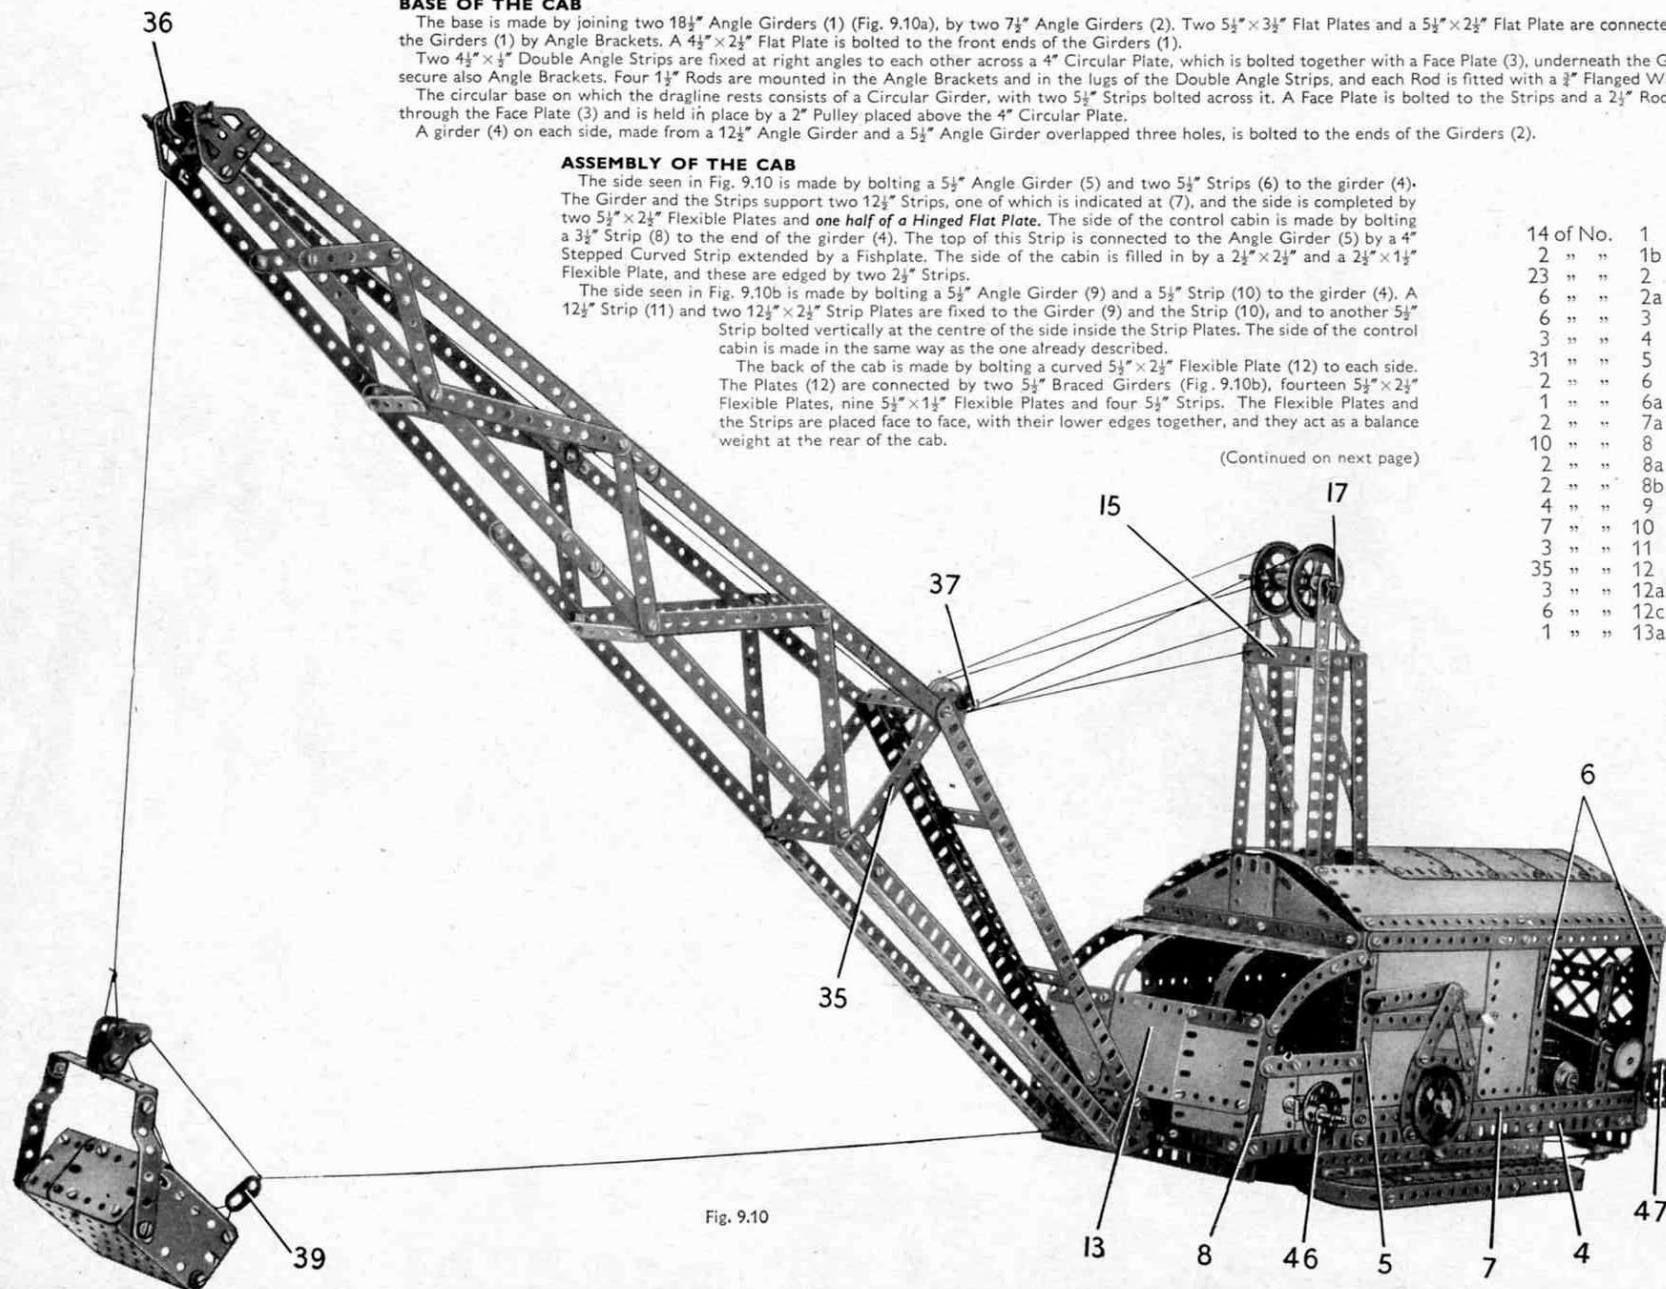 36
BASE OF THE CAB
The base is made by joining two 18½″ Angle Girders (1) (Fig. 9.10a), by two 7½″ Angle Girders (2). Two 5½″×3½″ Flat Plates and a 5½″×2½″ Flat Plate are connecte
the Girders (1) by Angle Brackets. A 4½″×2½″ Flat Plate is bolted to the front ends of the Girders (1).
Two 4½″×½″ Double Angle Strips are fixed at right angles to each other across a 4″ Circular Plate, which is bolted together with a Face Plate (3), underneath the G
secure also Angle Brackets. Four 1½″ Rods are mounted in the Angle Brackets and in the lugs of the Double Angle Strips, and each Rod is fitted with a ¾″ Flanged W
The circular base on which the dragline rests consists of a Circular Girder, with two 5½″ Strips bolted across it. A Face Plate is bolted to the Strips and a 2½″ Rod
through the Face Plate (3) and is held in place by a 2″ Pulley placed above the 4″ Circular Plate.
A girder (4) on each side, made from a 12½″ Angle Girder and a 5½″ Angle Girder overlapped three holes, is bolted to the ends of the Girders (2).
ASSEMBLY OF THE CAB
The side seen in Fig. 9.10 is made by bolting a 5½″ Angle Girder (5) and two 5½″ Strips (6) to the girder (4).
The Girder and the Strips support two 12½″ Strips, one of which is indicated at (7), and the side is completed by
two 5½″×2½″ Flexible Plates and one half of a Hinged Flat Plate. The side of the control cabin is made by bolting
a 3½″ Strip (8) to the end of the girder (4). The top of this Strip is connected to the Angle Girder (5) by a 4″
Stepped Curved Strip extended by a Fishplate. The side of the cabin is filled in by a 2½″×2½″ and a 2½″×1½″
Flexible Plate, and these are edged by two 2½″ Strips.
The side seen in Fig. 9.10b is made by bolting a 5½″ Angle Girder (9) and a 5½″ Strip (10) to the girder (4). A
12½″ Strip (11) and two 12½″×2½″ Strip Plates are fixed to the Girder (9) and the Strip (10), and to another 5½″
Strip bolted vertically at the centre of the side inside the Strip Plates. The side of the control
cabin is made in the same way as the one already described.
The back of the cab is made by bolting a curved 5½″×2½″ Flexible Plate (12) to each side.
The Plates (12) are connected by two 5½″ Braced Girders (Fig. 9.10b), fourteen 5½″×2½″
Flexible Plates, nine 5½″×1½″ Flexible Plates and four 5½″ Strips. The Flexible Plates and
the Strips are placed face to face, with their lower edges together, and they act as a balance
weight at the rear of the cab.
(Continued on next page)
14 of No. 1
2 ,, ,, 1b
23 ,, ,, 2
6 ,, ,, 2a
6 ,, ,, 3
3 ,, ,, 4
31 ,, ,, 5
2 ,, ,, 6
1 ,, ,, 6a
2 ,, ,, 7a
10 ,, ,, 8
2 ,, ,, 8a
2 ,, ,, 8b
4 ,, ,, 9
7 ,, ,, 10
3 ,, ,, 11
35 ,, ,, 12
3 ,, ,, 12a
6 ,, ,, 12c
1 ,, ,, 13a
15
17
37
6
35
39
Fig. 9.10
13
8
46
5
7
4
47